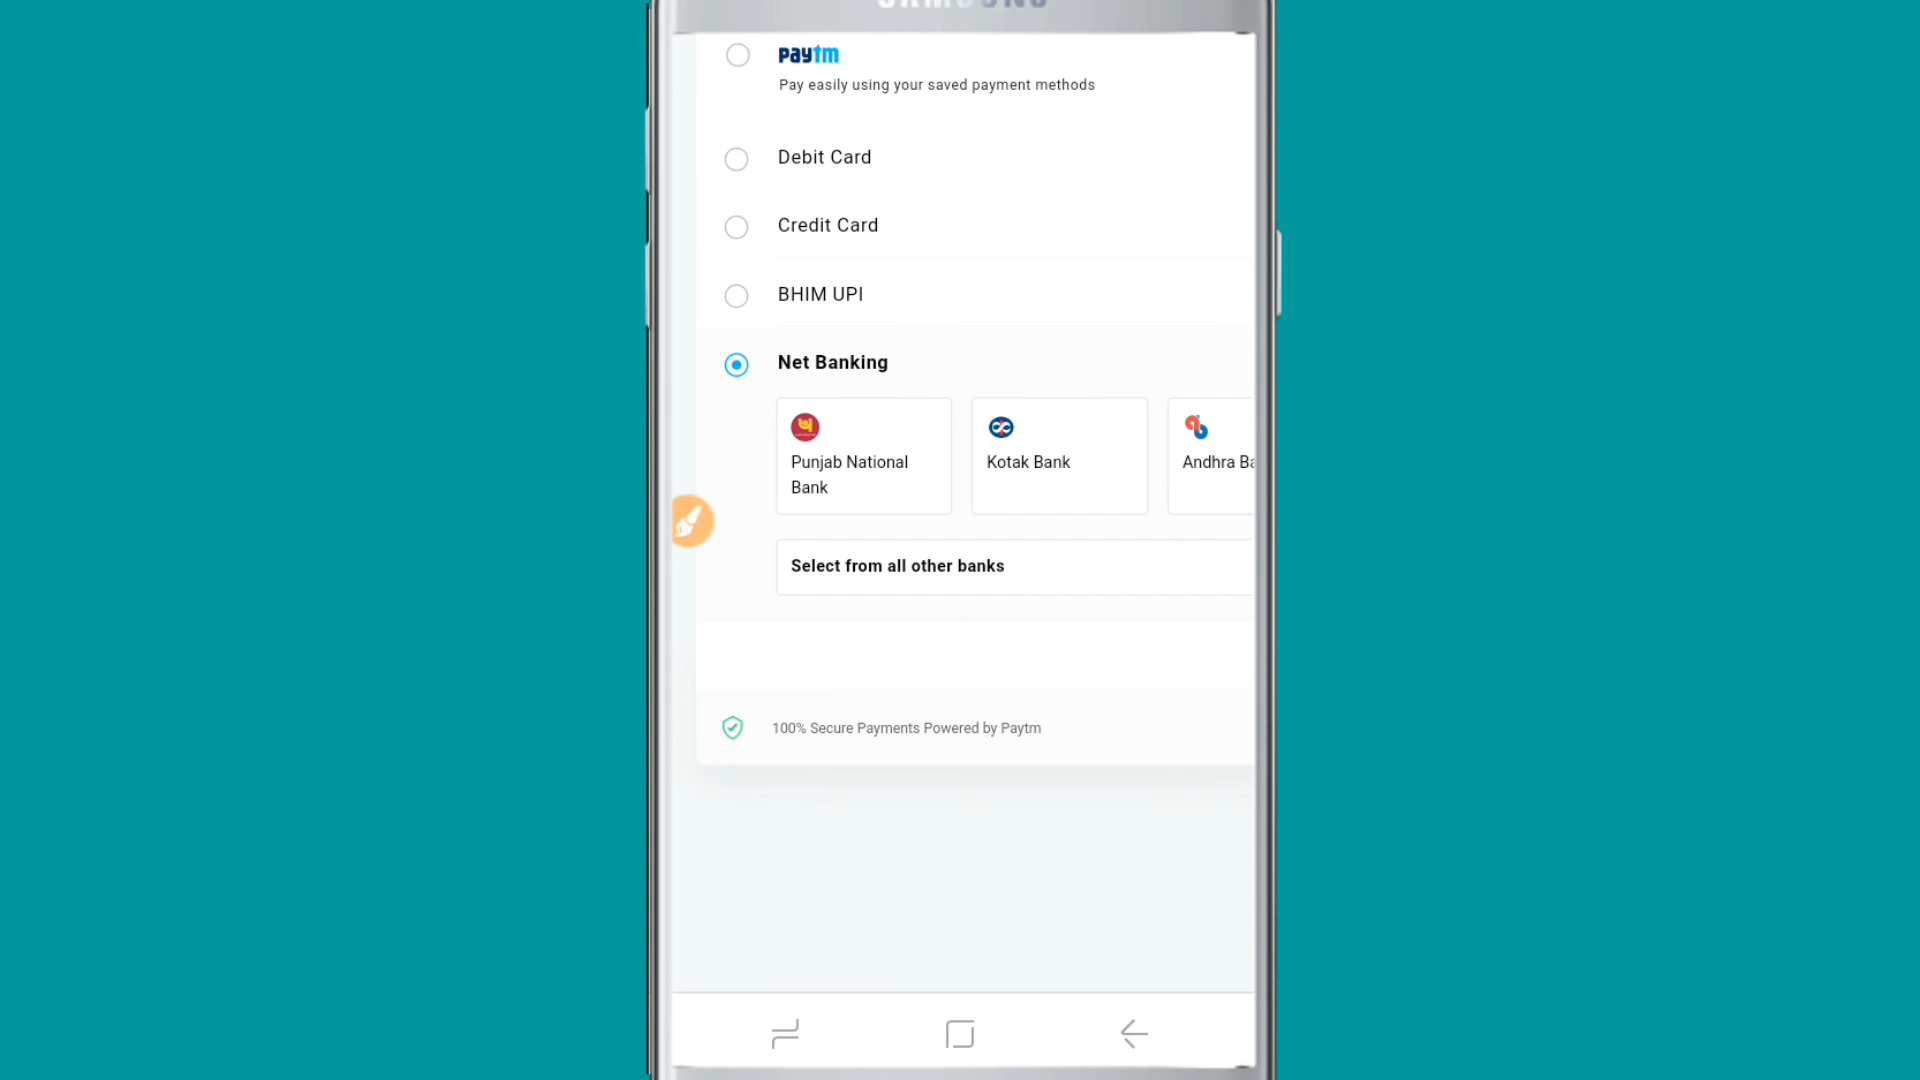 SAMSUNG
paytm
Pay easily using your saved payment methods
Debit Card
Credit Card
BHIM UPI
Net Banking
Punjab National
Bank
Kotak Bank
Andhra
Select from all other banks
100% Secure Payments Powered by Paytm